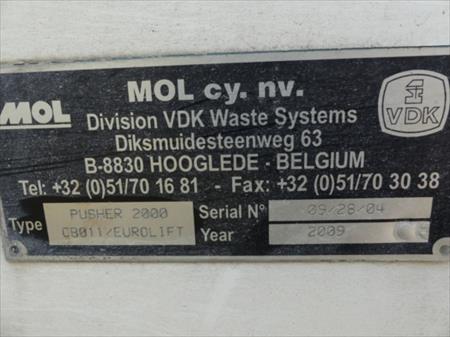 MOL
MOL cy. nv.
VDK
Division VDK Waste Systems
Diksmuidesteenweg 63
B-8830 HOOGLEDE - BELGIUM
Tel: +32 (0)51/70 16 81 - Fax: +32 (0)51/70 30 38
Type PUSHER 2000 Serial N° 09/28/04
CB011/EUROLIFT Year 2009